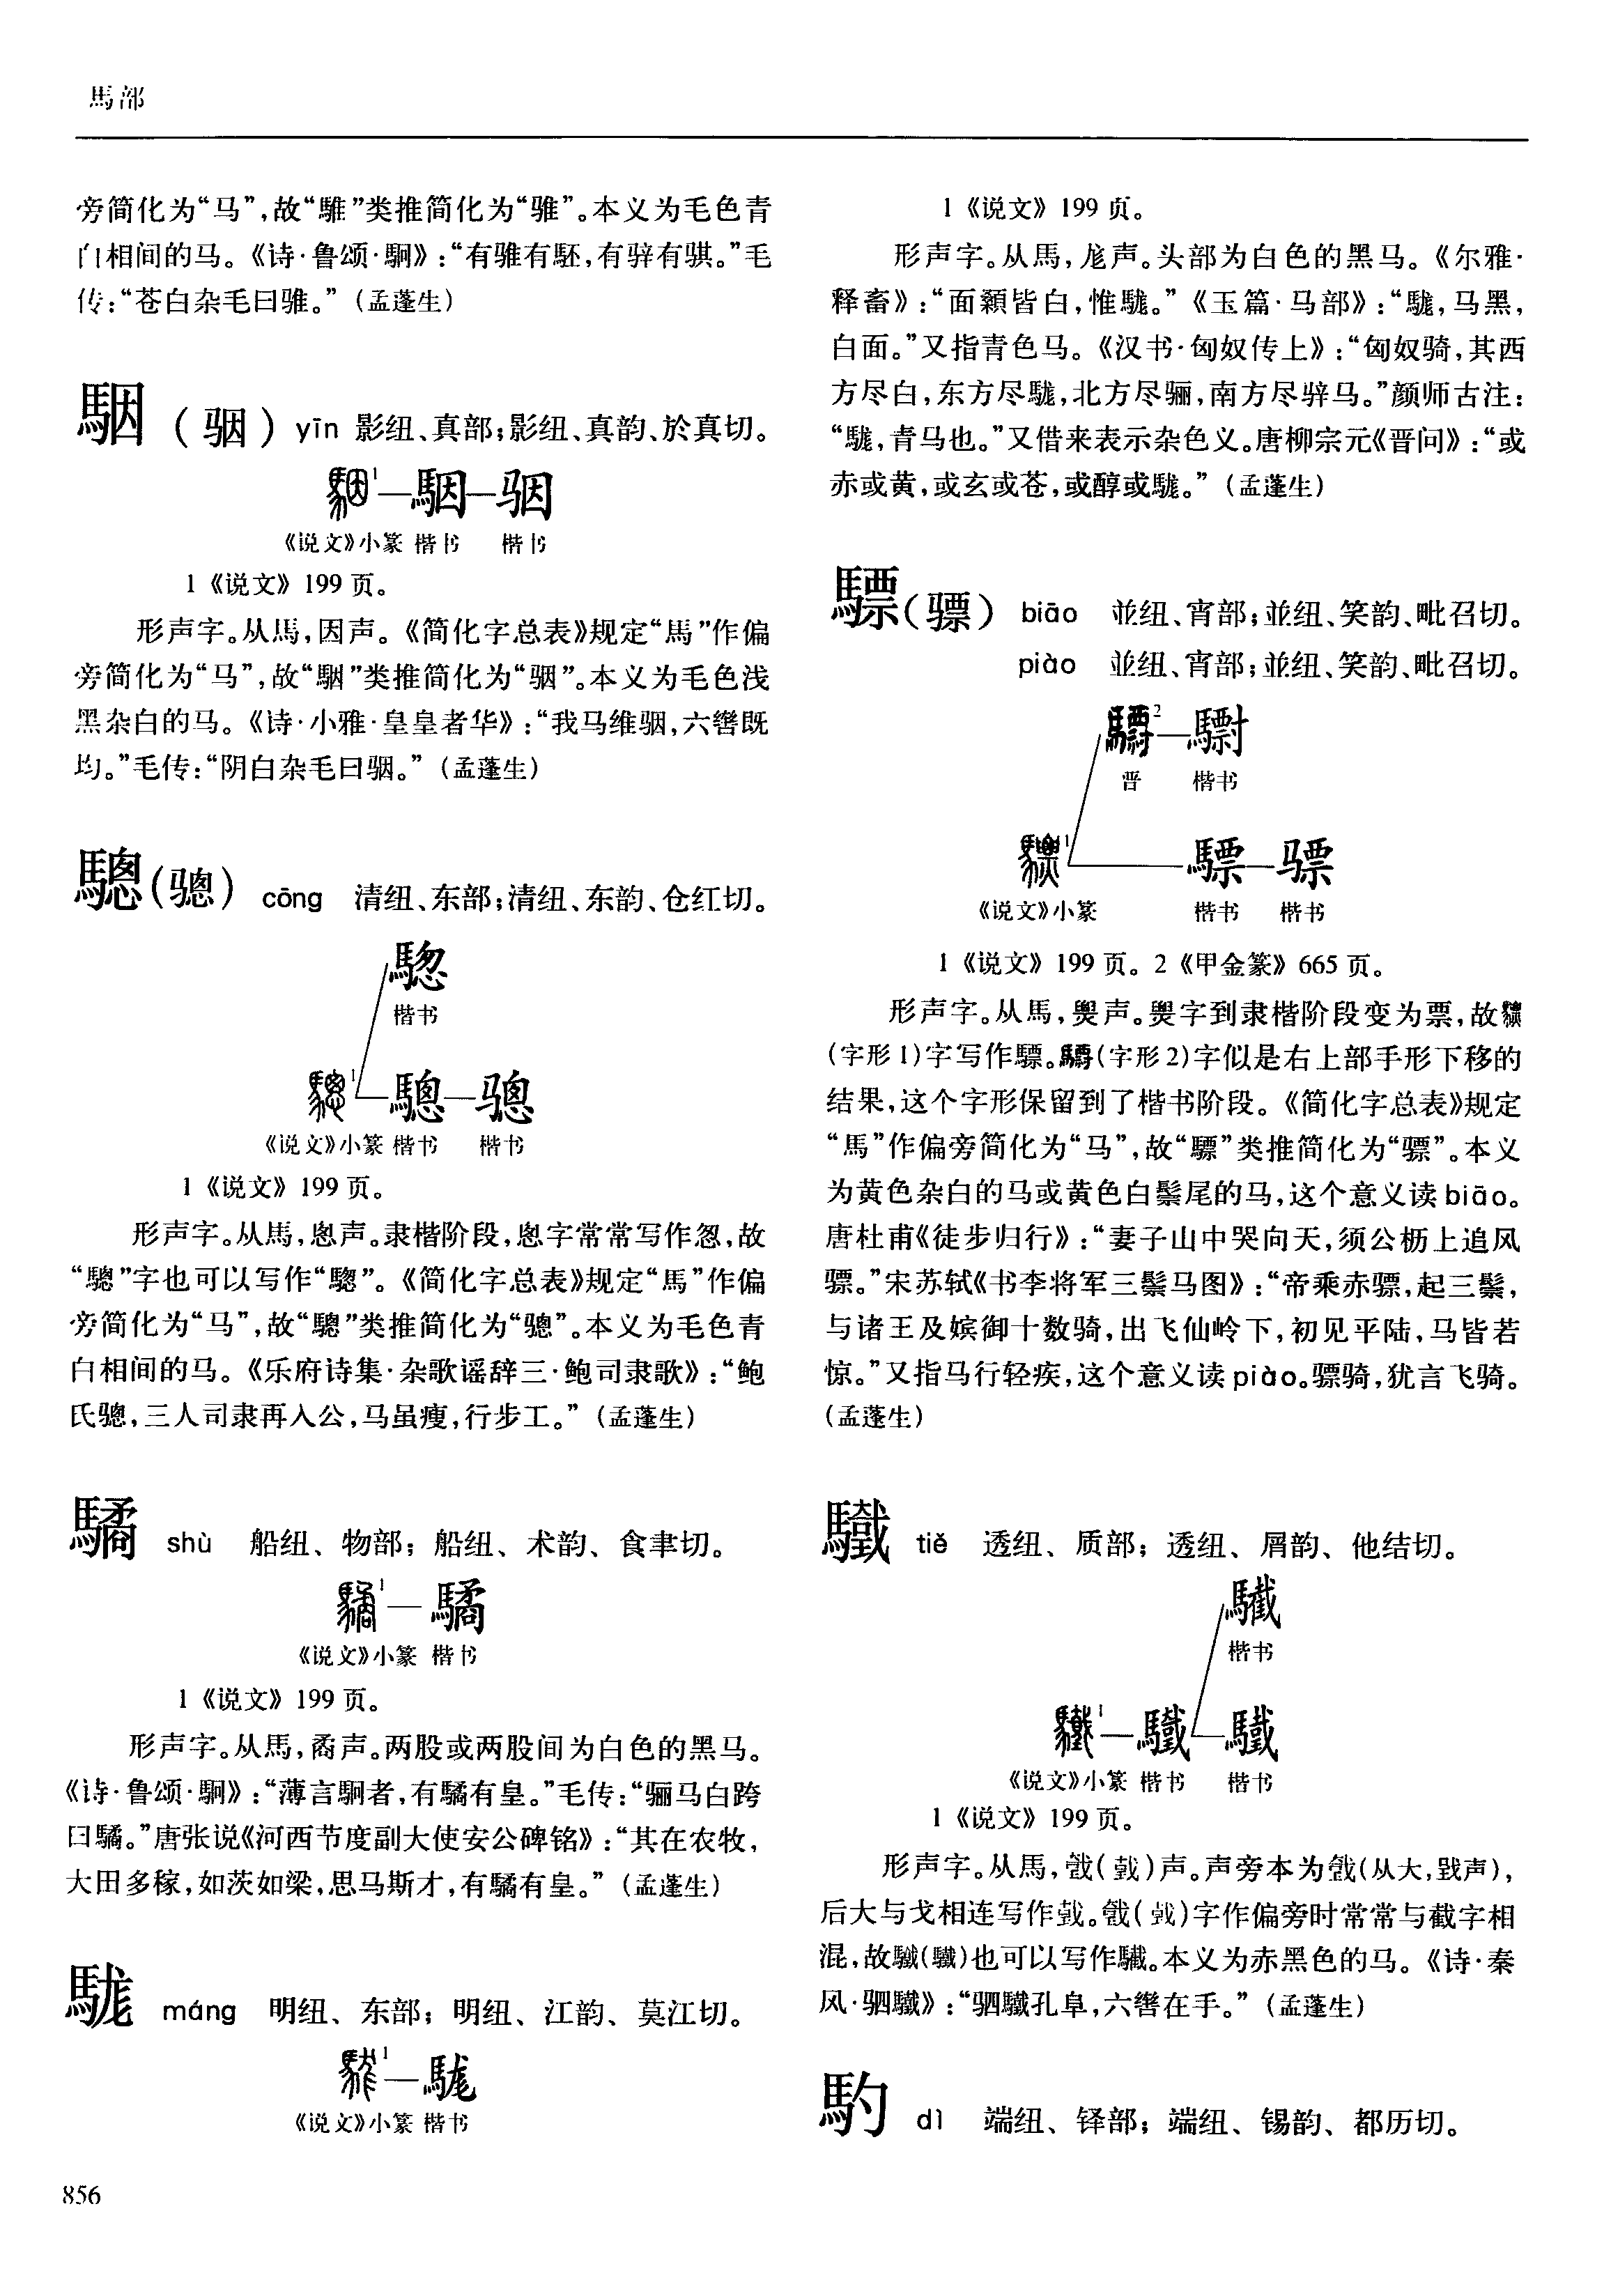 馬部
旁简化为“马”,故“騅”类推简化为“骓”。本义为毛色青
白相间的马。《诗·鲁颂·駉》:“有骓有駓,有骍有骐。”毛
传:“苍白杂毛曰骓。”(孟蓬生)
駰(骃) yīn 影纽、真部;影纽、真韵、於真切。
1—駰—骃
《说文》小篆 楷书 楷书
1《说文》199页。
形声字。从馬,因声。《简化字总表》规定“馬”作偏
旁简化为“马”,故“駰”类推简化为“骃”。本义为毛色浅
黑杂白的马。《诗·小雅·皇皇者华》:“我马维骃,六辔既
均。”毛传:“阴白杂毛曰骃。”(孟蓬生)
驄(骢) cōng 清纽、东部;清纽、东韵、仓红切。
騘
楷书
1 驄—骢
《说文》小篆 楷书 楷书
1《说文》199页。
形声字。从馬,悤声。隶楷阶段,悤字常常写作怱,故
“驄”字也可以写作“騘”。《简化字总表》规定“馬”作偏
旁简化为“马”,故“驄”类推简化为“骢”。本义为毛色青
白相间的马。《乐府诗集·杂歌谣辞三·鲍司隶歌》:“鲍
氏骢,三人司隶再入公,马虽瘦,行步工。”(孟蓬生)
驈 shù 船纽、物部;船纽、术韵、食聿切。
1—驈
《说文》小篆 楷书
1《说文》199页。
形声字。从馬,矞声。两股或两股间为白色的黑马。
《诗·鲁颂·駉》:“薄言駉者,有驈有皇。”毛传:“骊马白跨
曰驈。”唐张说《河西节度副大使安公碑铭》:“其在农牧,
大田多稼,如茨如梁,思马斯才,有驈有皇。”(孟蓬生)
駹 máng 明纽、东部;明纽、江韵、莫江切。
1—駹
《说文》小篆 楷书
856
1《说文》199页。
形声字。从馬,尨声。头部为白色的黑马。《尔雅·
释畜》:“面颡皆白,惟駹。”《玉篇·马部》:“駹,马黑,
白面。”又指青色马。《汉书·匈奴传上》:“匈奴骑,其西
方尽白,东方尽駹,北方尽骊,南方尽骍马。”颜师古注:
“駹,青马也。”又借来表示杂色义。唐柳宗元《晋问》:“或
赤或黄,或玄或苍,或醇或駹。”(孟蓬生)
驃(骠) biāo 並纽、宵部;並纽、笑韵、毗召切。
piào 並纽、宵部;並纽、笑韵、毗召切。
2
晋 楷书
1 驃—骠
《说文》小篆 楷书 楷书
1《说文》199页。2《甲金篆》665页。
形声字。从馬,㶾声。㶾字到隶楷阶段变为票,故
(字形1)字写作驃。(字形2)字似是右上部手形下移的
结果,这个字形保留到了楷书阶段。《简化字总表》规定
“馬”作偏旁简化为“马”,故“驃”类推简化为“骠”。本义
为黄色杂白的马或黄色白鬃尾的马,这个意义读biāo。
唐杜甫《徒步归行》:“妻子山中哭向天,须公枥上追风
骠。”宋苏轼《书李将军三鬃马图》:“帝乘赤骠,起三鬃,
与诸王及嫔御十数骑,出飞仙岭下,初见平陆,马皆若
惊。”又指马行轻疾,这个意义读piào。骠骑,犹言飞骑。
(孟蓬生)
驖 tiě 透纽、质部;透纽、屑韵、他结切。
楷书
1—驖 驖
《说文》小篆 楷书 楷书
1《说文》199页。
形声字。从馬,声。声旁本为(从大,声),
后大与戈相连写作。字作偏旁时常常与截字相
混,故驖也可以写作。本义为赤黑色的马。《诗·秦
风·驷驖》:“驷驖孔阜,六辔在手。”(孟蓬生)
馰 dì 端纽、铎部;端纽、锡韵、都历切。